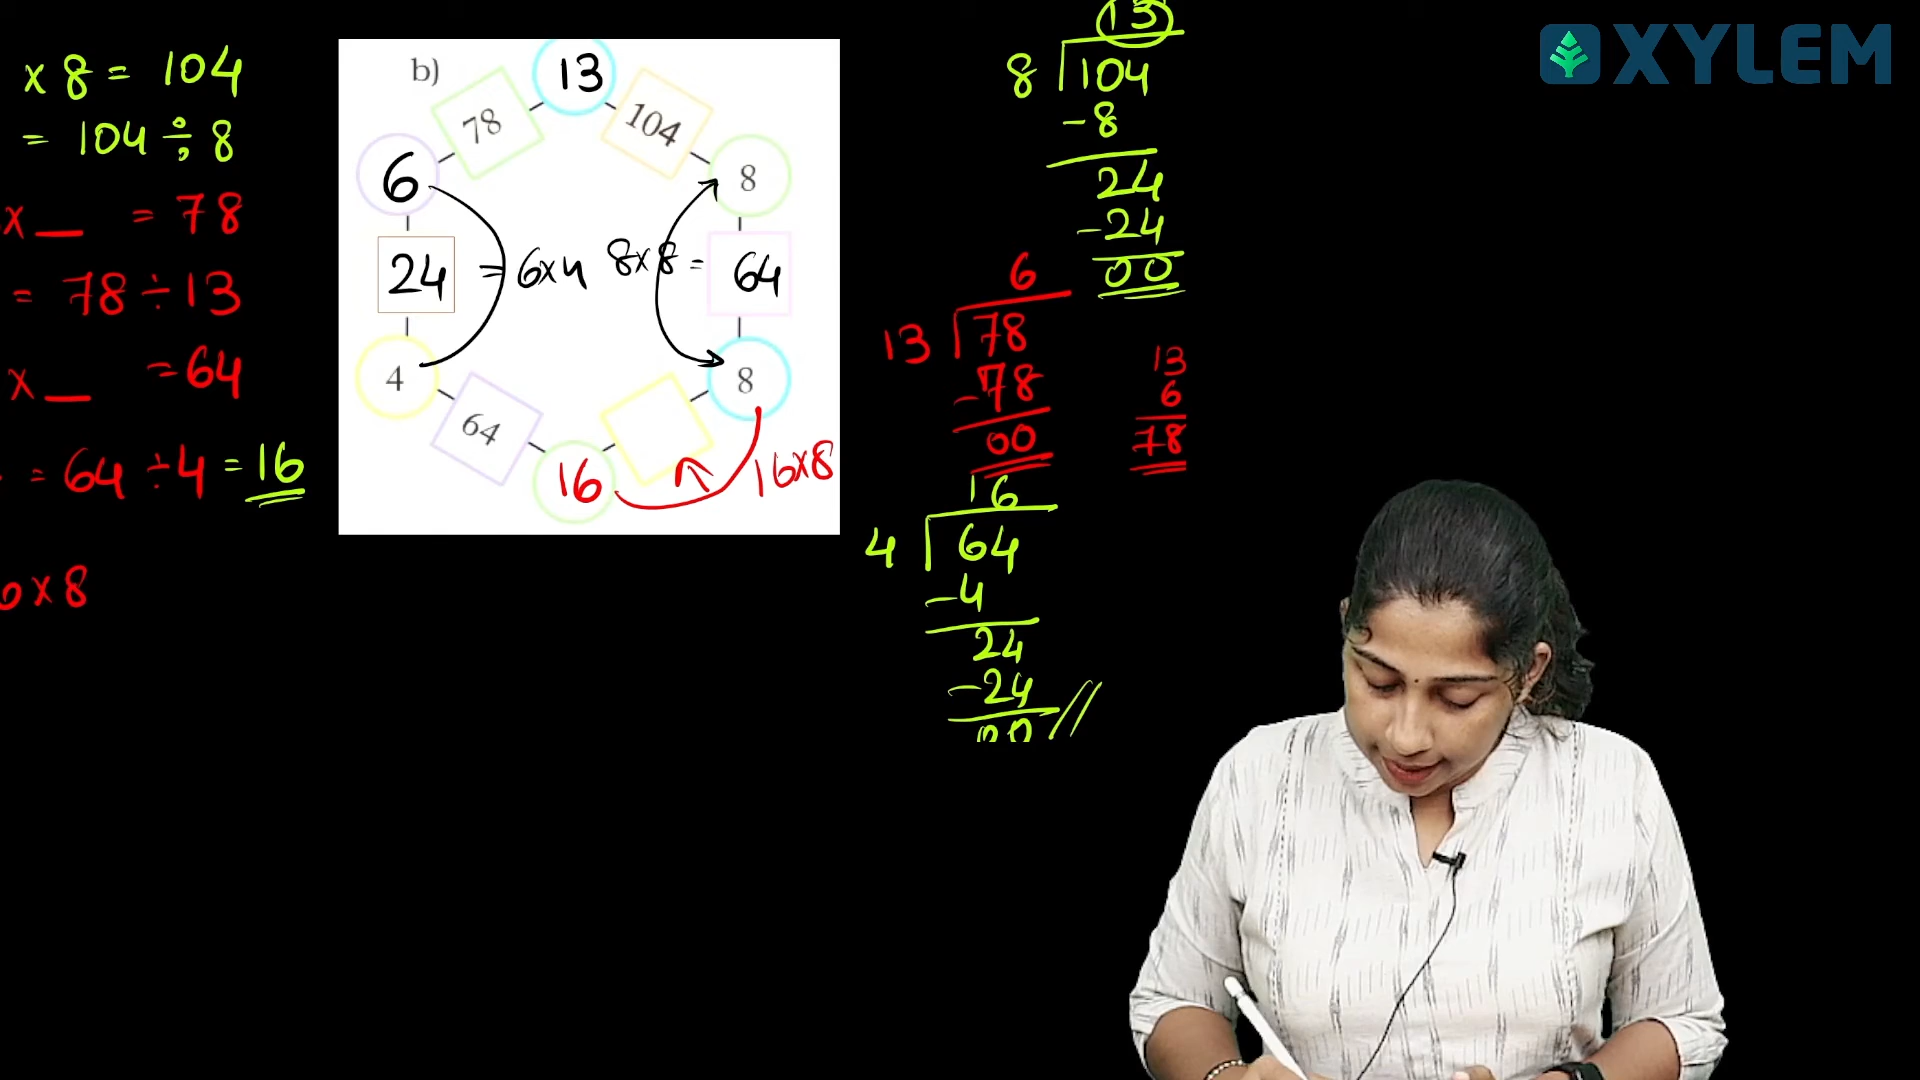 x 8 = 104
= 104 ÷ 8
x __ = 78
= 78 ÷ 13
x __ = 64
= 64 ÷ 4 = 16
x 8
b)
13
78
104
6
8
24
= 6x4
8x8 =
64
4
8
64
16
16x8
13
8 104
-8
24
-24
00
6
13 78
-78
00
13
6
78
16
4 64
-4
24
-24
00
XYLEM